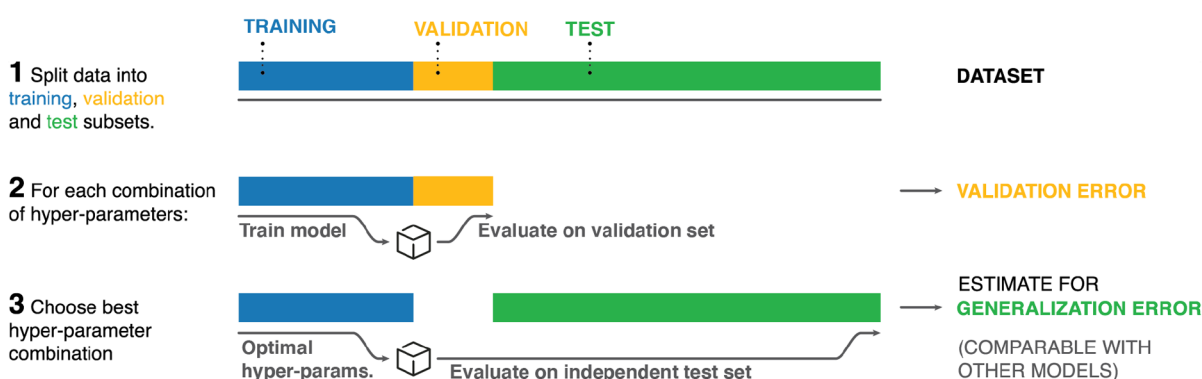 TRAINING
VALIDATION
TEST
1 Split data into
training, validation
and test subsets.
DATASET
2 For each combination
of hyper-parameters:
Train model
Evaluate on validation set
VALIDATION ERROR
3 Choose best
hyper-parameter
combination
Optimal
hyper-params.
Evaluate on independent test set
ESTIMATE FOR
GENERALIZATION ERROR
(COMPARABLE WITH
OTHER MODELS)